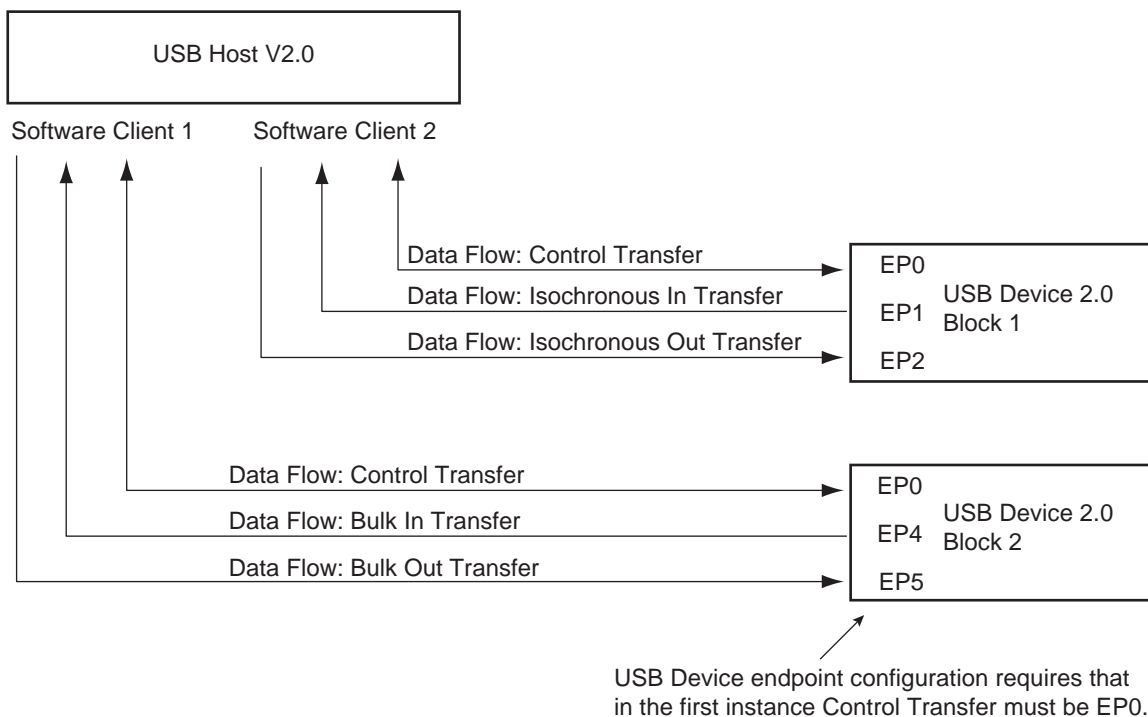 USB Host V2.0
Software Client 1
Software Client 2
Data Flow: Control Transfer
Data Flow: Isochronous In Transfer
Data Flow: Isochronous Out Transfer
EP0
EP1
EP2
USB Device 2.0
Block 1
Data Flow: Control Transfer
Data Flow: Bulk In Transfer
Data Flow: Bulk Out Transfer
EP0
EP4
EP5
USB Device 2.0
Block 2
USB Device endpoint configuration requires that
in the first instance Control Transfer must be EP0.